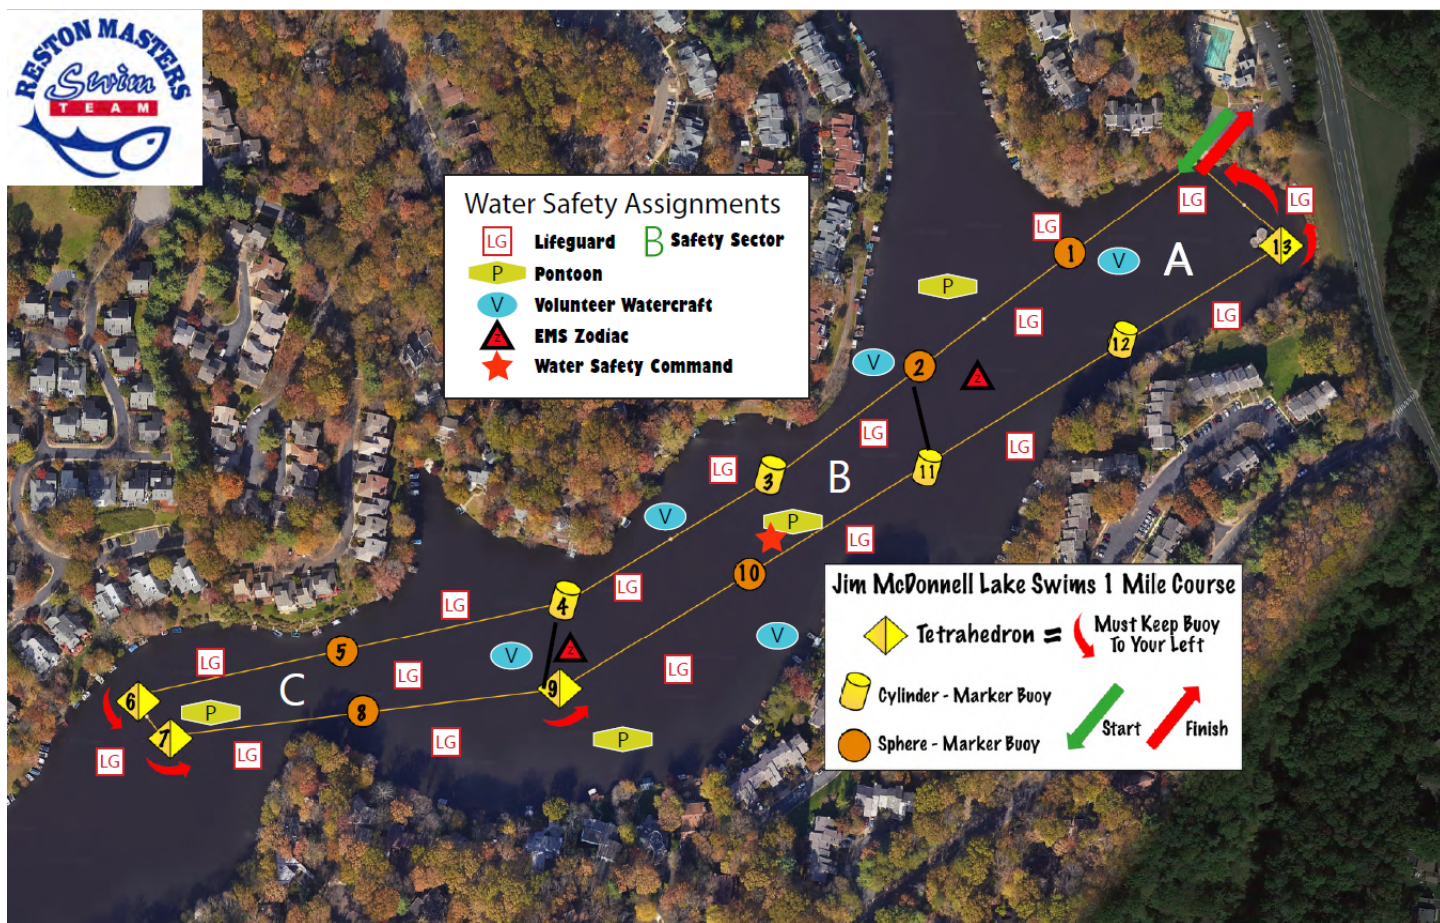 RESTON MASTERS
Swim
TEAM
Water Safety Assignments
LG Lifeguard
B Safety Sector
P Pontoon
V Volunteer Watercraft
Z EMS Zodiac
Water Safety Command
LG
LG
13
LG
1
V
A
P
LG
LG
12
V
2
Z
LG
LG
11
LG
3
B
V
P
LG
10
LG
4
LG
V
Z
V
5
LG
LG
LG
C
9
6
P
8
7
LG
P
LG
LG
Jim McDonnell Lake Swims 1 Mile Course
Tetrahedron =
Must Keep Buoy
To Your Left
Cylinder - Marker Buoy
Sphere - Marker Buoy
Start
Finish